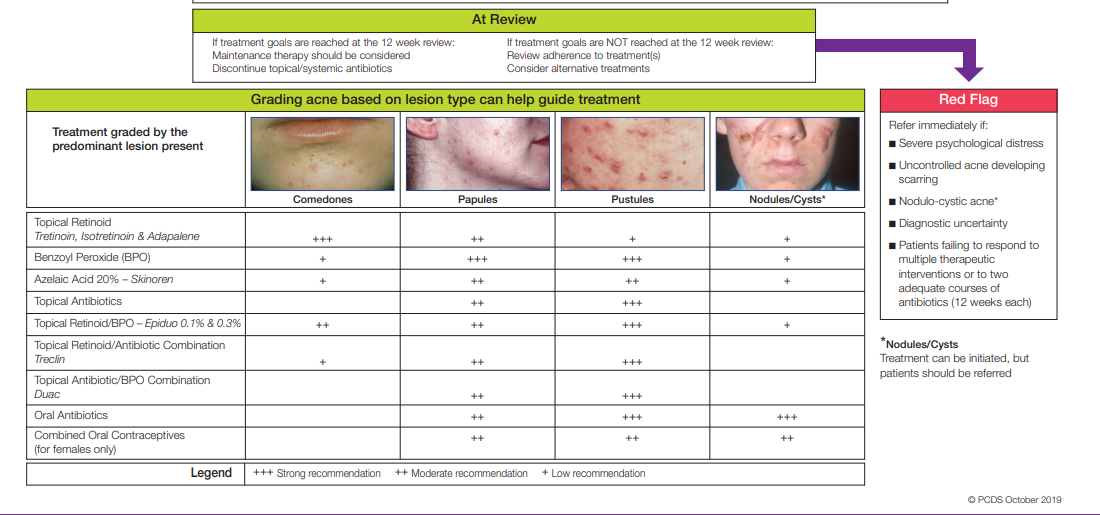 At Review
If treatment goals are reached at the 12 week review:
Maintenance therapy should be considered
Discontinue topical/systemic antibiotics
If treatment goals are NOT reached at the 12 week review:
Review adherence to treatment(s)
Consider alternative treatments
Grading acne based on lesion type can help guide treatment
Treatment graded by the
predominant lesion present
Comedones Papules Pustules Nodules/Cysts*
Topical Retinoid
Tretinoin, Isotretinoin & Adapalene +++ ++ + +
Benzoyl Peroxide (BPO) + +++ +++ +
Azelaic Acid 20% – Skinoren + ++ ++ +
Topical Antibiotics ++ +++
Topical Retinoid/BPO – Epiduo 0.1% & 0.3% ++ ++ +++ +
Topical Retinoid/Antibiotic Combination
Treclin + ++ +++
Topical Antibiotic/BPO Combination
Duac ++ +++
Oral Antibiotics ++ +++ +++
Combined Oral Contraceptives ++ ++ ++
(for females only)
Legend +++ Strong recommendation ++ Moderate recommendation + Low recommendation
Red Flag
Refer immediately if:
■ Severe psychological distress
■ Uncontrolled acne developing
scarring
■ Nodulo-cystic acne*
■ Diagnostic uncertainty
■ Patients failing to respond to
multiple therapeutic
interventions or to two
adequate courses of
antibiotics (12 weeks each)
*Nodules/Cysts
Treatment can be initiated, but
patients should be referred
© PCDS October 2019